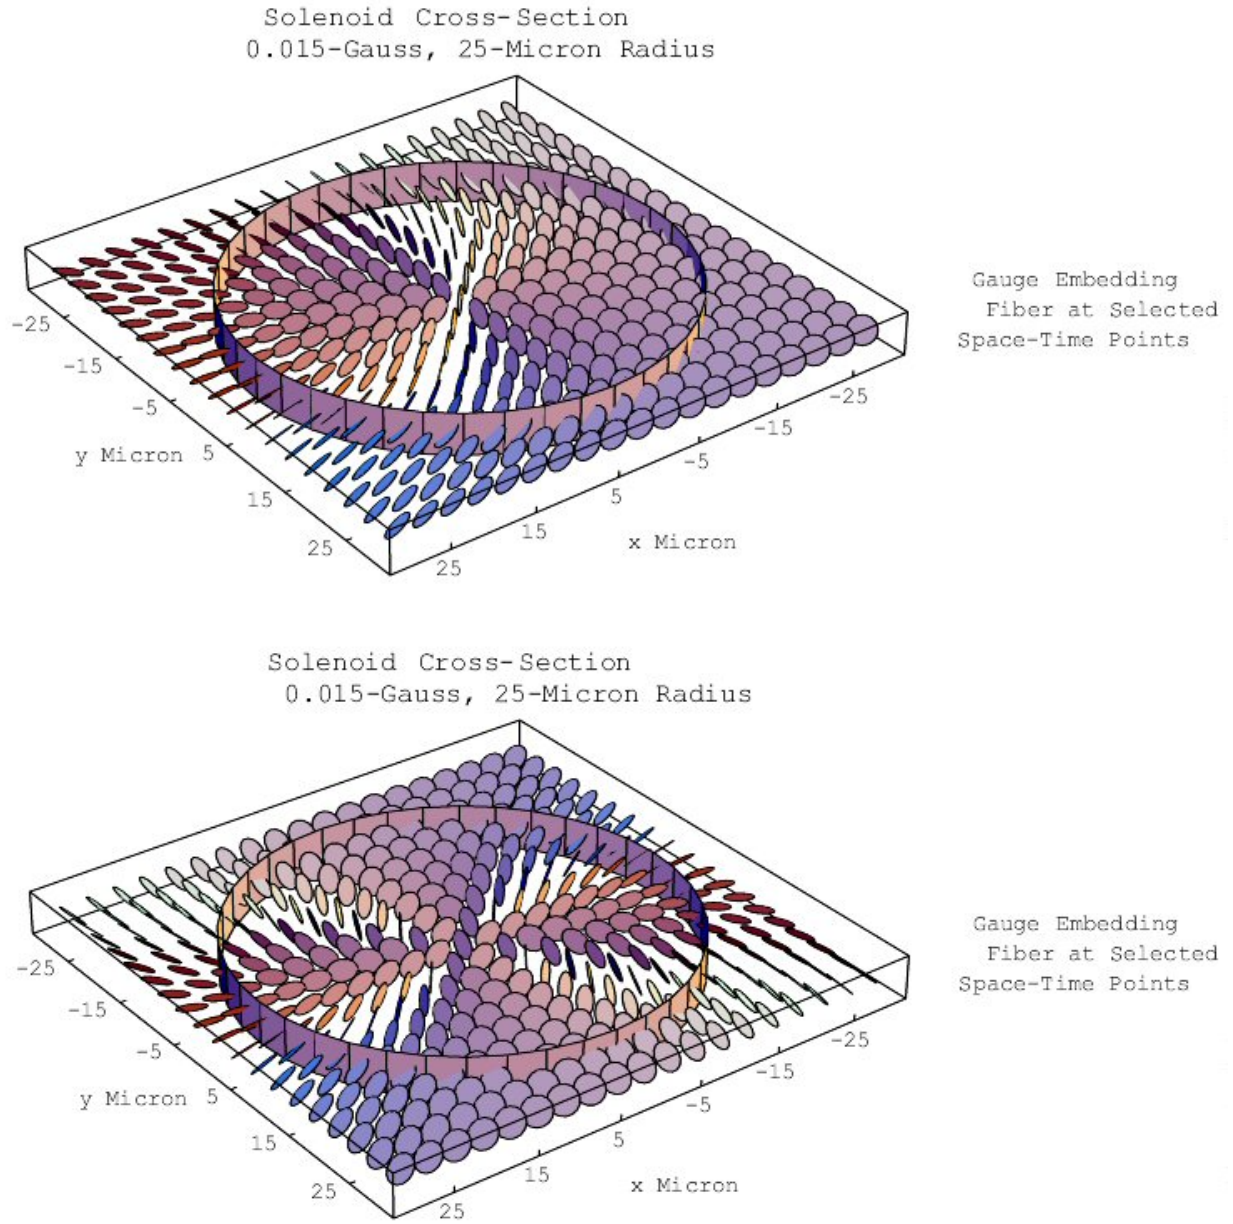 Solenoid Cross-Section
0.015-Gauss, 25-Micron Radius
Gauge Embedding
Fiber at Selected
Space-Time Points
-25
-15
-5
y Micron 5
15
25
-25
-15
-5
5
15
x Micron
25
Solenoid Cross-Section
0.015-Gauss, 25-Micron Radius
Gauge Embedding
Fiber at Selected
Space-Time Points
-25
-15
-5
y Micron 5
15
25
-25
-15
-5
5
15
x Micron
25